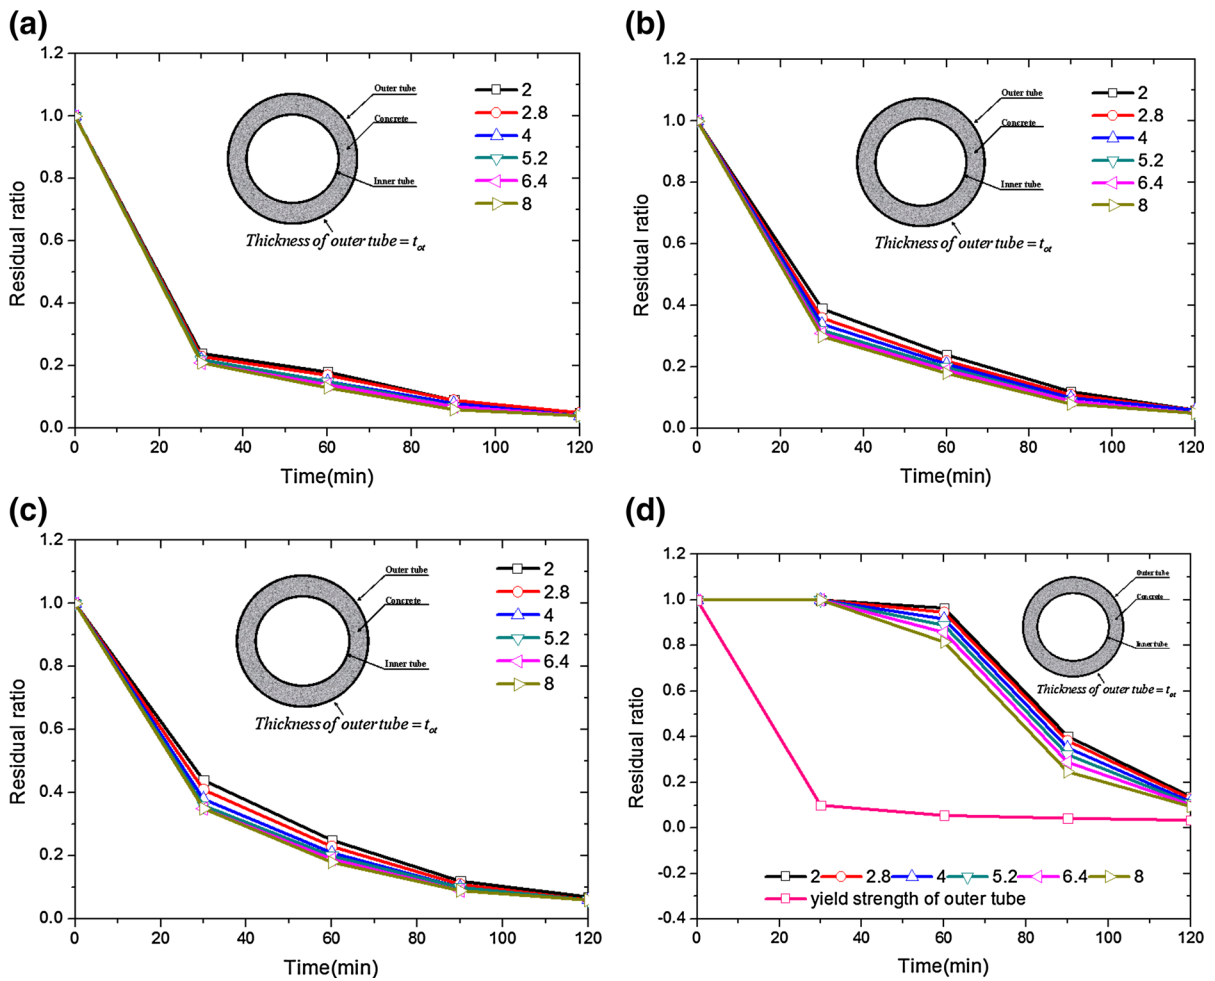 (a)
1.2
1.0
0.8
0.6
0.4
0.2
0.0
Residual ratio
0 20 40 60 80 100 120
Time(min)
Outer tube
Concrete
Inner tube
Thickness of outer tube = t_ot
2
2.8
4
5.2
6.4
8
(b)
1.2
1.0
0.8
0.6
0.4
0.2
0.0
Residual ratio
0 20 40 60 80 100 120
Time(min)
Outer tube
Concrete
Inner tube
Thickness of outer tube = t_ot
2
2.8
4
5.2
6.4
8
(c)
1.2
1.0
0.8
0.6
0.4
0.2
0.0
Residual ratio
0 20 40 60 80 100 120
Time(min)
Outer tube
Concrete
Inner tube
Thickness of outer tube = t_ot
2
2.8
4
5.2
6.4
8
(d)
1.2
1.0
0.8
0.6
0.4
0.2
0.0
-0.2
-0.4
Residual ratio
0 20 40 60 80 100 120
Time(min)
Outer tube
Concrete
Inner tube
Thickness of outer tube = t_ot
2 2.8 4 5.2 6.4 8
yield strength of outer tube